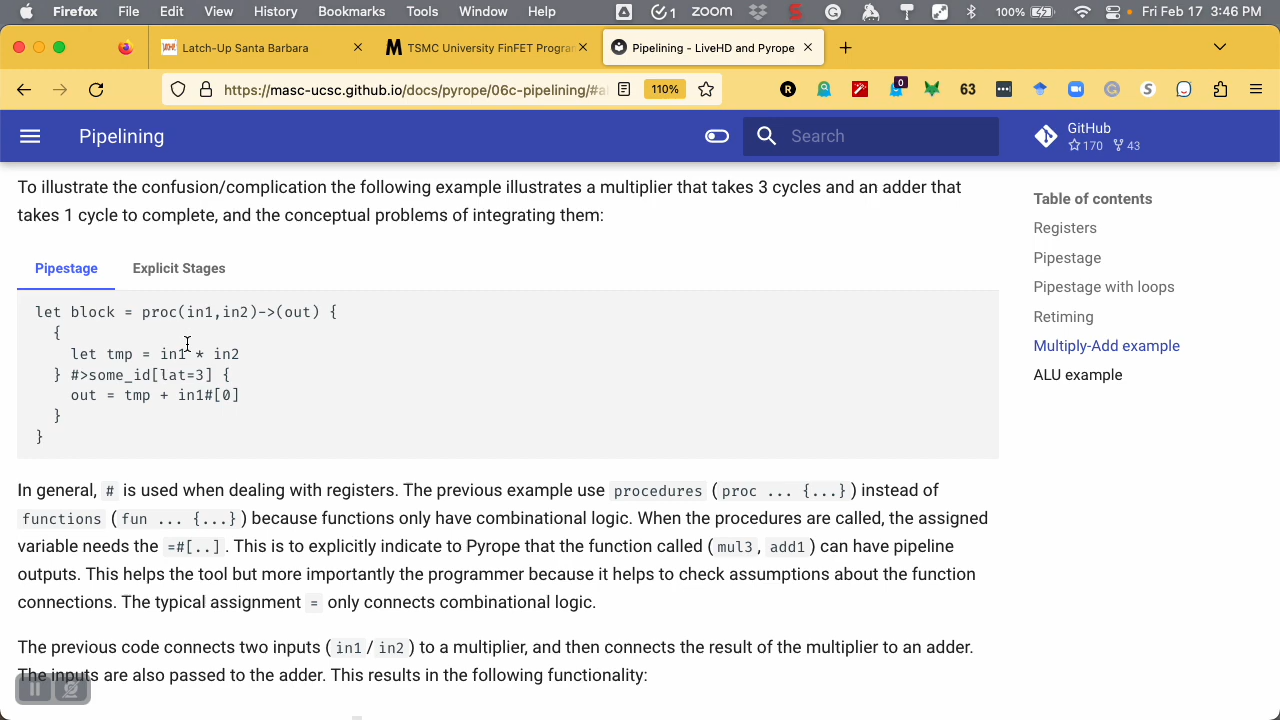 Firefox File Edit View History Bookmarks Tools Window Help 1 zoom 100% Fri Feb 17 3:46 PM
Latch-Up Santa Barbara TSMC University FinFET Progra Pipelining - LiveHD and Pyrope
https://masc-ucsc.github.io/docs/pyrope/06c-pipelining/#a 110% 0 63
Pipelining Search GitHub
170 43
To illustrate the confusion/complication the following example illustrates a multiplier that takes 3 cycles and an adder that
takes 1 cycle to complete, and the conceptual problems of integrating them:
Pipestage Explicit Stages
let block = proc(in1,in2)->(out) {
{
let tmp = in1 * in2
} #>some_id[lat=3] {
out = tmp + in1#[0]
}
}
In general, # is used when dealing with registers. The previous example use procedures ( proc ... {...} ) instead of
functions ( fun ... {...} ) because functions only have combinational logic. When the procedures are called, the assigned
variable needs the =#[..] . This is to explicitly indicate to Pyrope that the function called ( mul3 , add1 ) can have pipeline
outputs. This helps the tool but more importantly the programmer because it helps to check assumptions about the function
connections. The typical assignment = only connects combinational logic.
The previous code connects two inputs ( in1 / in2 ) to a multiplier, and then connects the result of the multiplier to an adder.
The inputs are also passed to the adder. This results in the following functionality:
Table of contents
Registers
Pipestage
Pipestage with loops
Retiming
Multiply-Add example
ALU example